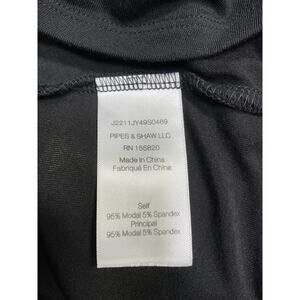 J2211JY49S0469
PIPES & SHAW LLC
RN 155820
Made In China
Fabriqué En China
Self
95% Modal 5% Spandex
Principal
95% Modal 5% Spandex